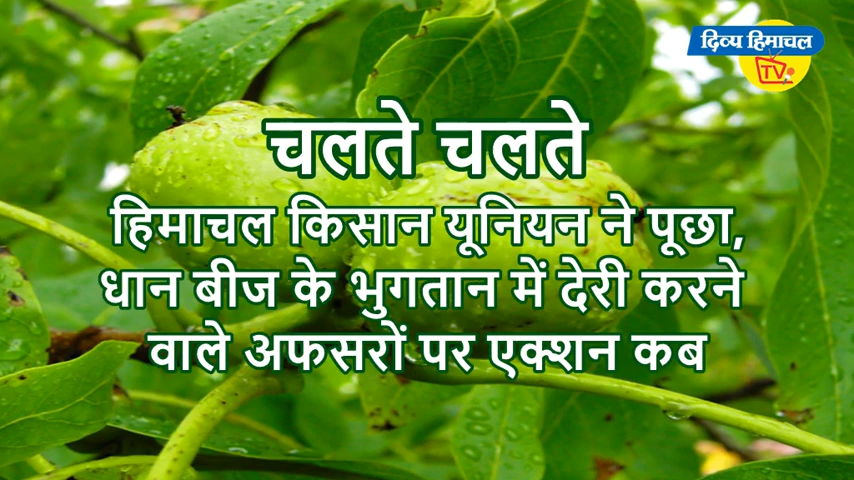 दिव्य हिमाचल
TV
चलते चलते
हिमाचल किसान यूनियन ने पूछा,
धान बीज के भुगतान में देरी करने
वाले अफसरों पर एक्शन कब